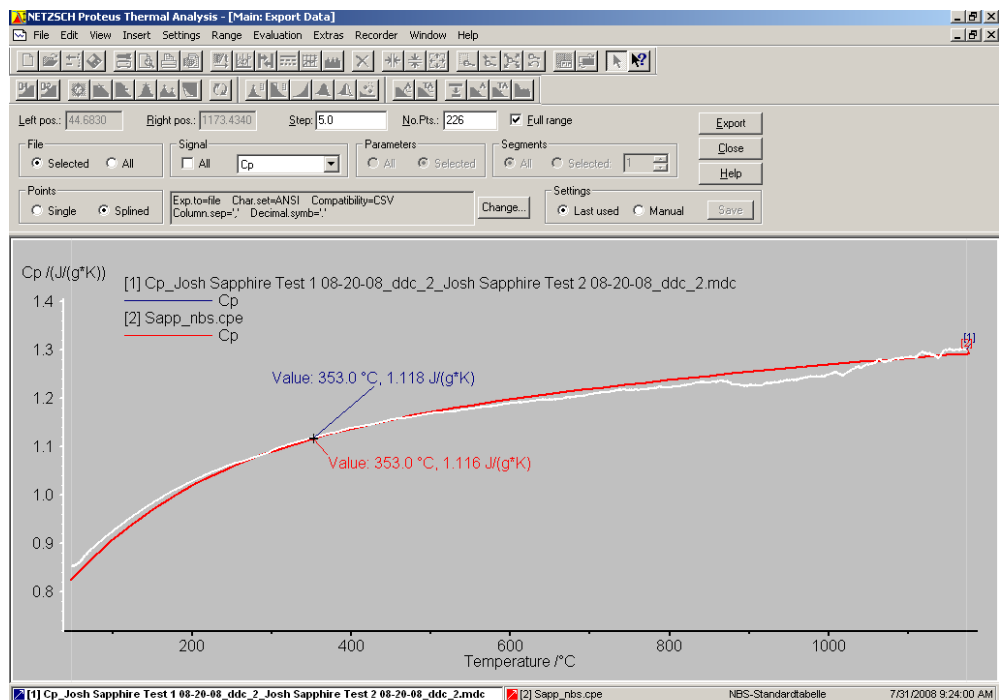 NETZSCH Proteus Thermal Analysis - [Main: Export Data]
File Edit View Insert Settings Range Evaluation Extras Recorder Window Help
Left pos.: 44.6830 Right pos.: 1173.4340 Step: 5.0 No.Pts.: 226 Full range Export
File Signal Parameters Segments Close
Selected All All Cp All Selected All Selected: 1 Help
Points Settings
Single Splined Exp.to=file Char.set=ANSI Compatibility=CSV Change... Last used Manual Save
Column.sep=',' Decimal.symb='.'
Cp /(J/(g*K))
[1] Cp_Josh Sapphire Test 1 08-20-08_ddc_2_Josh Sapphire Test 2 08-20-08_ddc_2.mdc
Cp
[2] Sapp_nbs.cpe
Cp
1.4
1.3
1.2
1.1
1.0
0.9
0.8
[1]
[2]
Value: 353.0 °C, 1.118 J/(g*K)
Value: 353.0 °C, 1.116 J/(g*K)
200 400 600 800 1000
Temperature /°C
[1] Cp_Josh Sapphire Test 1 08-20-08_ddc_2_Josh Sapphire Test 2 08-20-08_ddc_2.mdc [2] Sapp_nbs.cpe NBS-Standardtabelle 7/31/2008 9:24:00 AM